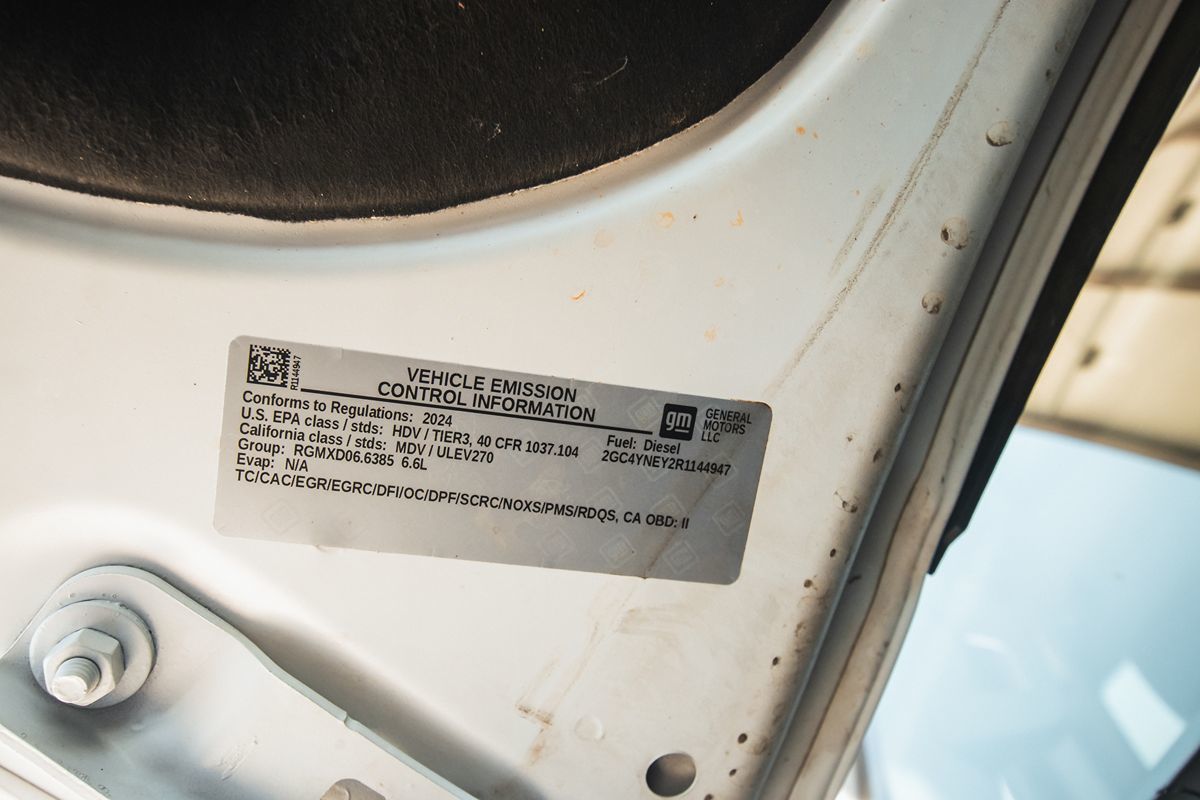 R1144947
VEHICLE EMISSION
CONTROL INFORMATION
gm
GENERAL
MOTORS
LLC
Conforms to Regulations: 2024
U.S. EPA class / stds: HDV / TIER3, 40 CFR 1037.104
California class / stds: MDV / ULEV270
Group: RGMXD06.6385 6.6L
Evap: N/A
Fuel: Diesel
2GC4YNEY2R1144947
TC/CAC/EGR/EGRC/DFI/OC/DPF/SCRC/NOXS/PMS/RDQS, CA OBD: II